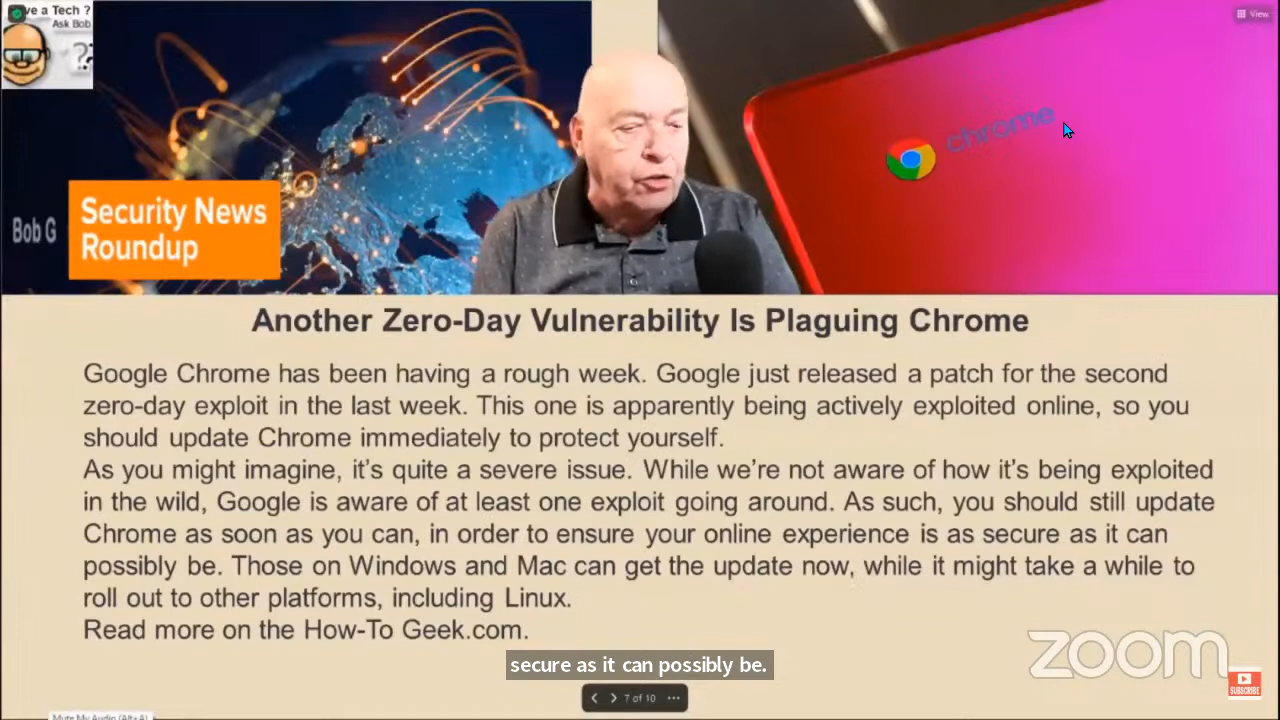 ve a Tech ?
Ask Bob
??
View
chrome
Bob G
Security News
Roundup
Another Zero-Day Vulnerability Is Plaguing Chrome
Google Chrome has been having a rough week. Google just released a patch for the second
zero-day exploit in the last week. This one is apparently being actively exploited online, so you
should update Chrome immediately to protect yourself.
As you might imagine, it’s quite a severe issue. While we’re not aware of how it’s being exploited
in the wild, Google is aware of at least one exploit going around. As such, you should still update
Chrome as soon as you can, in order to ensure your online experience is as secure as it can
possibly be. Those on Windows and Mac can get the update now, while it might take a while to
roll out to other platforms, including Linux.
Read more on the How-To Geek.com.
zoom
SUBSCRIBE
secure as it can possibly be.
7 of 10
Mute My Audio (Alt+A)